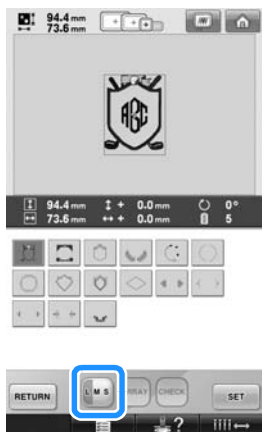 94.4 mm
73.6 mm
ABC
94.4 mm + 0.0 mm 0°
73.6 mm + 0.0 mm 5
RETURN L M S ARRAY CHECK SET
?